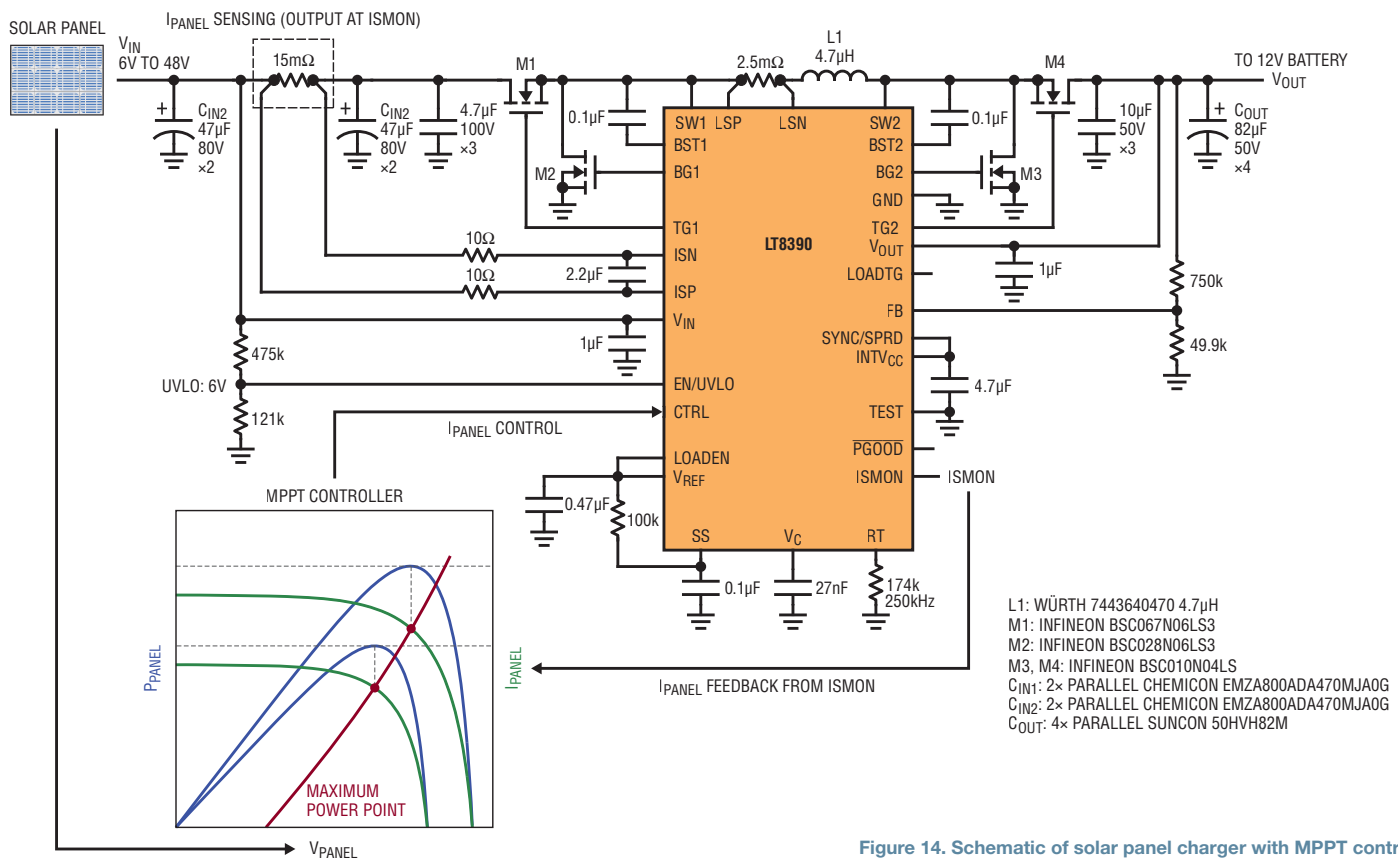 SOLAR PANEL
IPANEL SENSING (OUTPUT AT ISMON)
VIN
6V TO 48V
15mΩ
M1
2.5mΩ
L1
4.7µH
M4
TO 12V BATTERY
VOUT
+
CIN2
47µF
80V
×2
+
CIN2
47µF
80V
×2
4.7µF
100V
×3
0.1µF
M2
SW1
LSP
LSN
SW2
BST1
BST2
BG1
BG2
GND
TG1
TG2
LT8390
VOUT
ISN
LOADTG
ISP
FB
VIN
SYNC/SPRD
INTVCC
EN/UVLO
CTRL
TEST
PGOOD
LOADEN
VREF
ISMON
SS
VC
RT
0.1µF
M3
10µF
50V
×3
+
COUT
82µF
50V
×4
10Ω
10Ω
2.2µF
1µF
1µF
750k
49.9k
475k
UVLO: 6V
121k
4.7µF
IPANEL CONTROL
MPPT CONTROLLER
0.47µF
100k
0.1µF
27nF
174k
250kHz
ISMON
IPANEL FEEDBACK FROM ISMON
PPANEL
IPANEL
MAXIMUM
POWER POINT
VPANEL
L1: WÜRTH 7443640470 4.7µH
M1: INFINEON BSC067N06LS3
M2: INFINEON BSC028N06LS3
M3, M4: INFINEON BSC010N04LS
CIN1: 2× PARALLEL CHEMICON EMZA800ADA470MJA0G
CIN2: 2× PARALLEL CHEMICON EMZA800ADA470MJA0G
COUT: 4× PARALLEL SUNCON 50HVH82M
Figure 14. Schematic of solar panel charger with MPPT contr